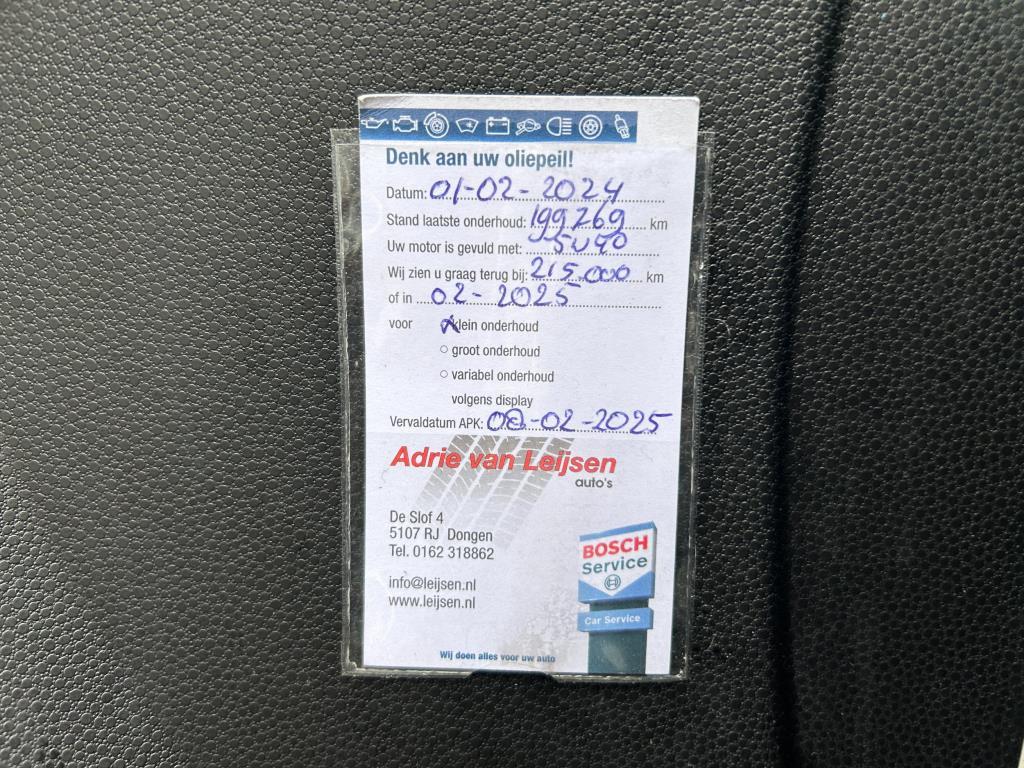 Denk aan uw oliepeil!
Datum: 01-02-2024
Stand laatste onderhoud: 199769 km
Uw motor is gevuld met: 5w40
Wij zien u graag terug bij: 215.000 km
of in 02-2025
voor klein onderhoud
groot onderhoud
variabel onderhoud
volgens display
Vervaldatum APK: -02-2025
Adrie van Leijsen
auto's
De Slof 4
5107 RJ Dongen
Tel. 0162 318862
info@leijsen.nl
www.leijsen.nl
BOSCH
Service
Car Service
Wij doen alles voor uw auto